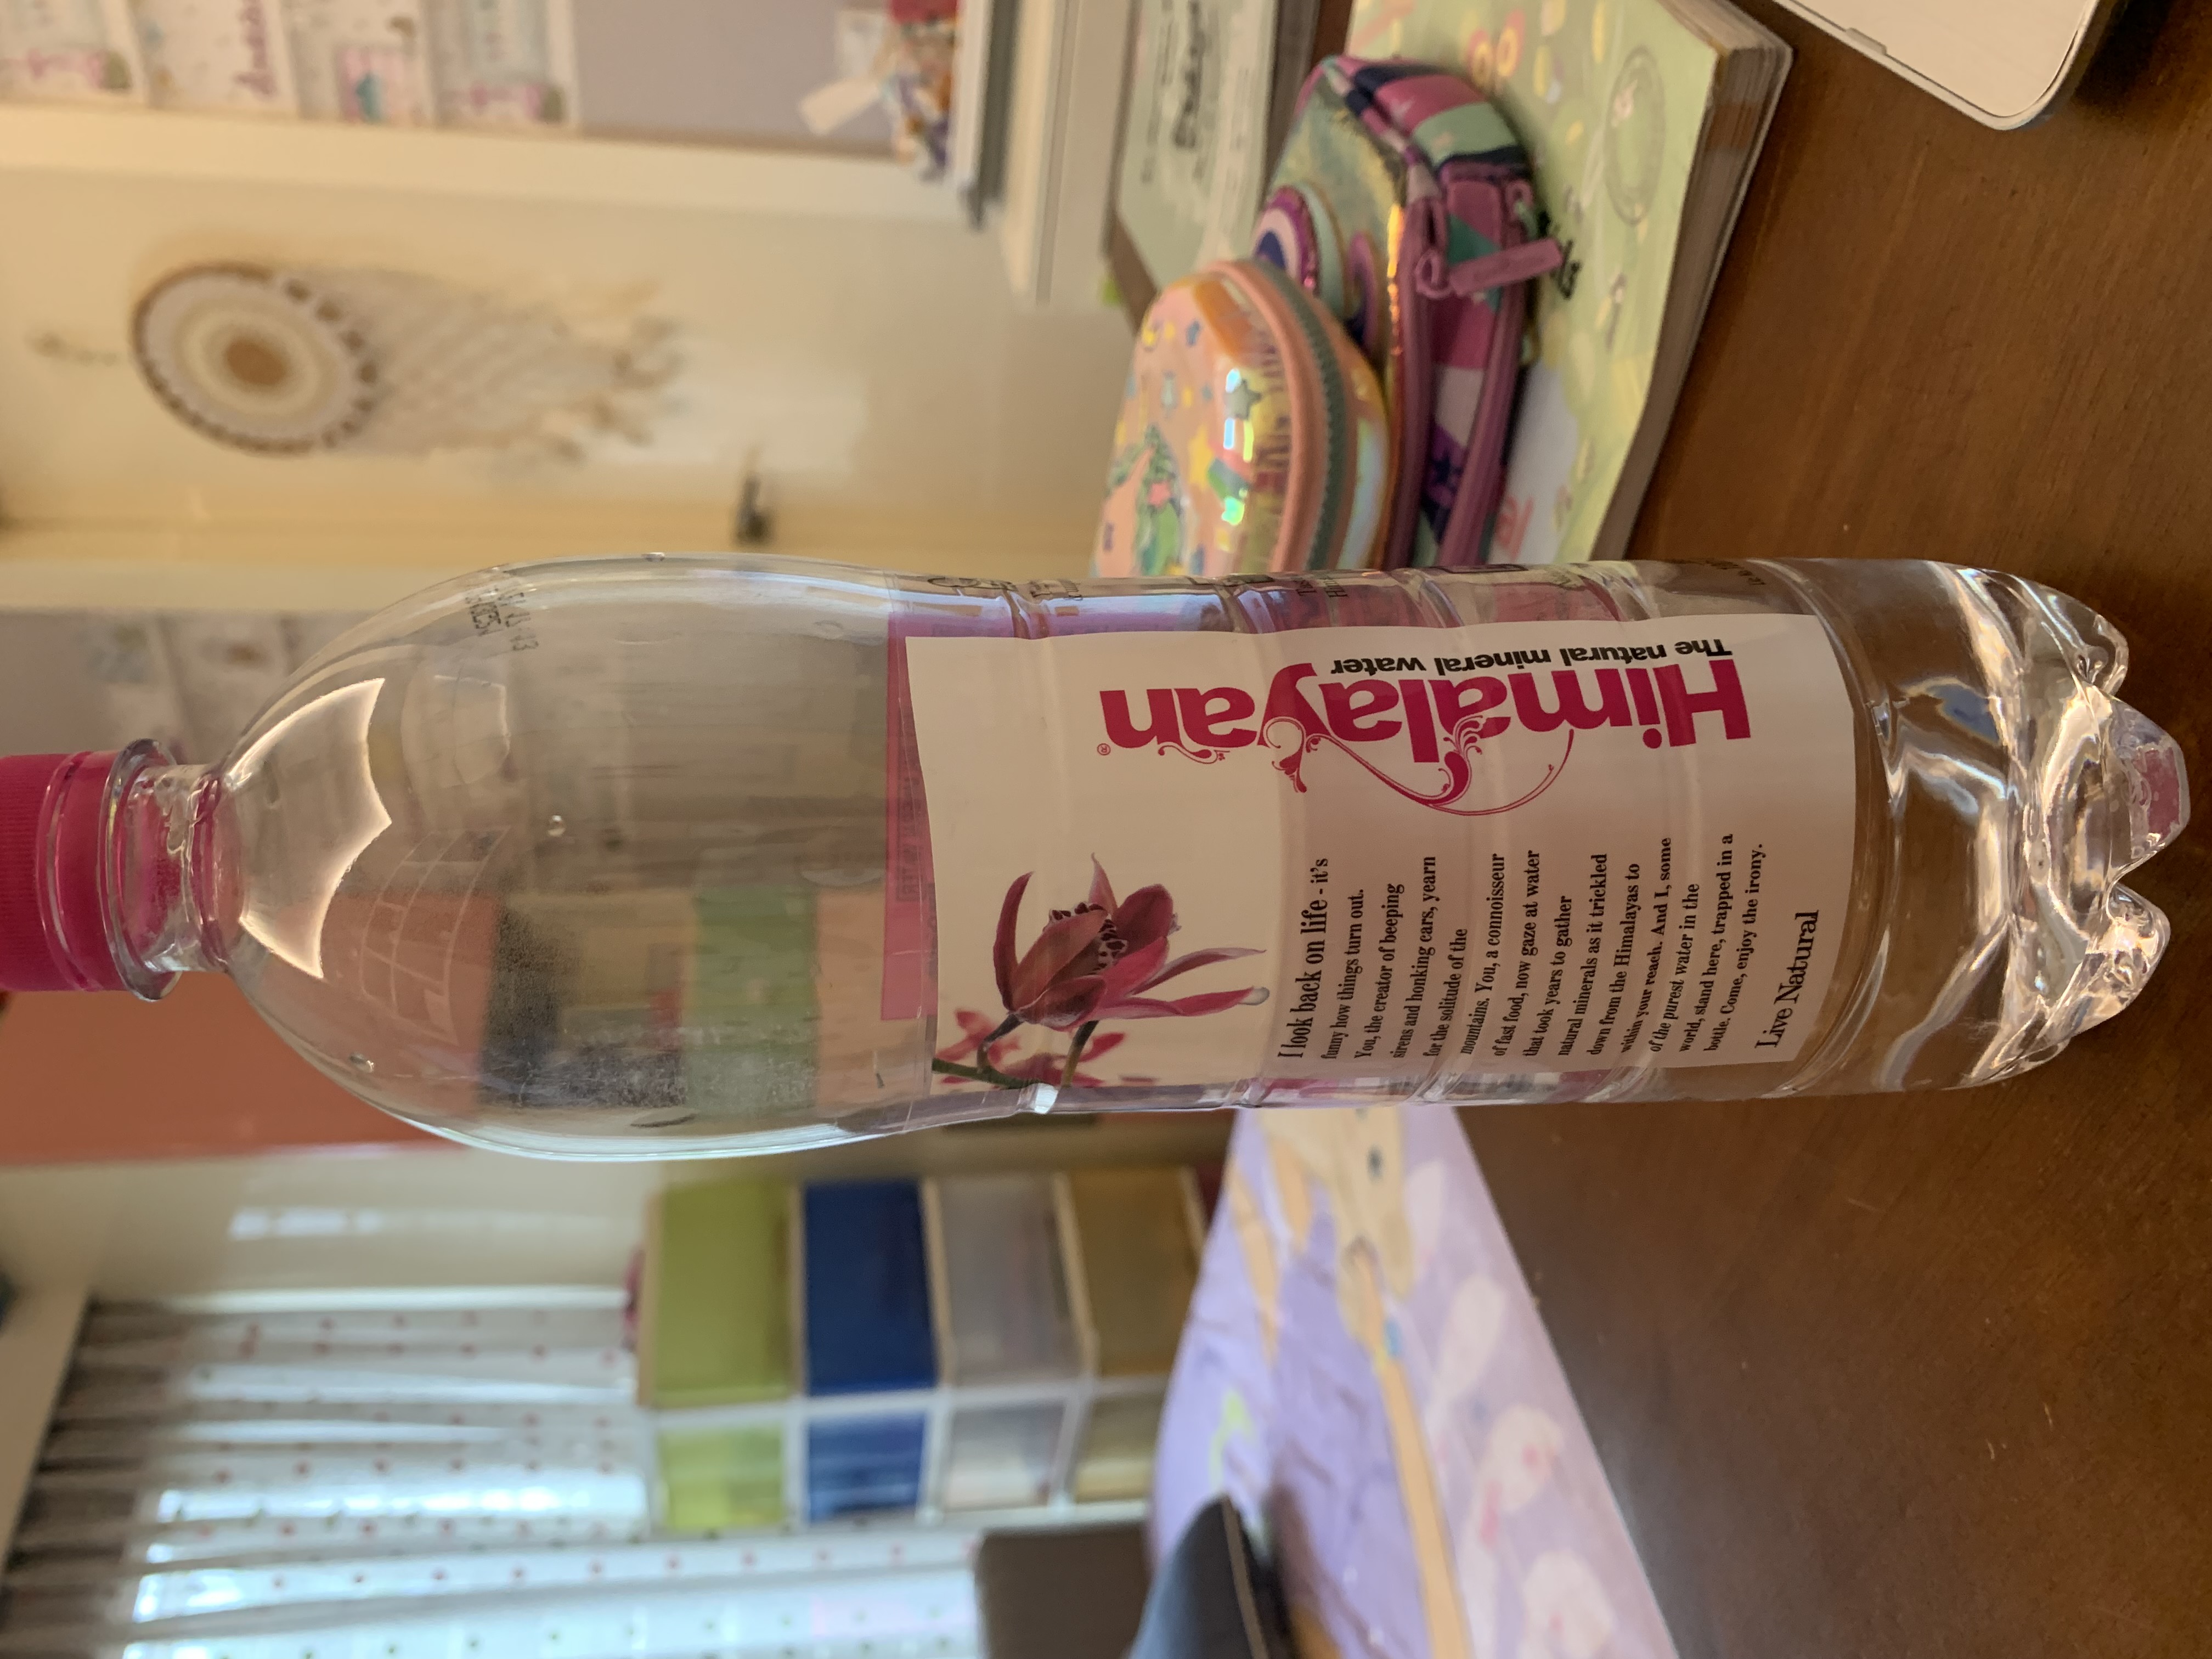 I look back on life - it's
funny how things turn out.
You, the creator of beeping
sirens and honking cars, yearn
for the solitude of the
mountains. You, a connoisseur
of fast food, now gaze at water
that took years to gather
natural minerals as it trickled
down from the Himalayas to
within your reach. And I, some
of the purest water in the
world, stand here, trapped in a
bottle. Come, enjoy the irony.
Live Natural
Himalayan®
The natural mineral water